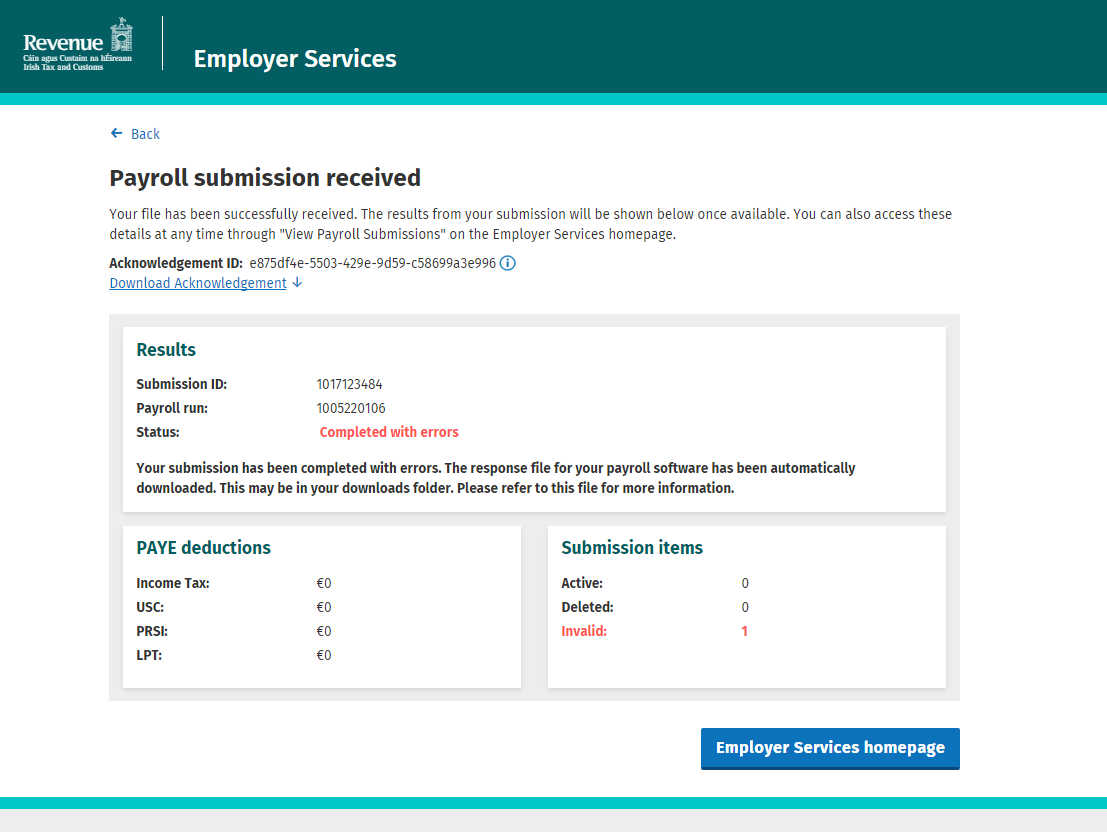 Revenue
Cáin agus Custaim na hÉireann
Irish Tax and Customs
Employer Services
Back
Payroll submission received
Your file has been successfully received. The results from your submission will be shown below once available. You can also access these
details at any time through "View Payroll Submissions" on the Employer Services homepage.
Acknowledgement ID: e875df4e-5503-429e-9d59-c58699a3e996
Download Acknowledgement
Results
Submission ID: 1017123484
Payroll run: 1005220106
Status: Completed with errors
Your submission has been completed with errors. The response file for your payroll software has been automatically
downloaded. This may be in your downloads folder. Please refer to this file for more information.
PAYE deductions
Income Tax: €0
USC: €0
PRSI: €0
LPT: €0
Submission items
Active: 0
Deleted: 0
Invalid: 1
Employer Services homepage